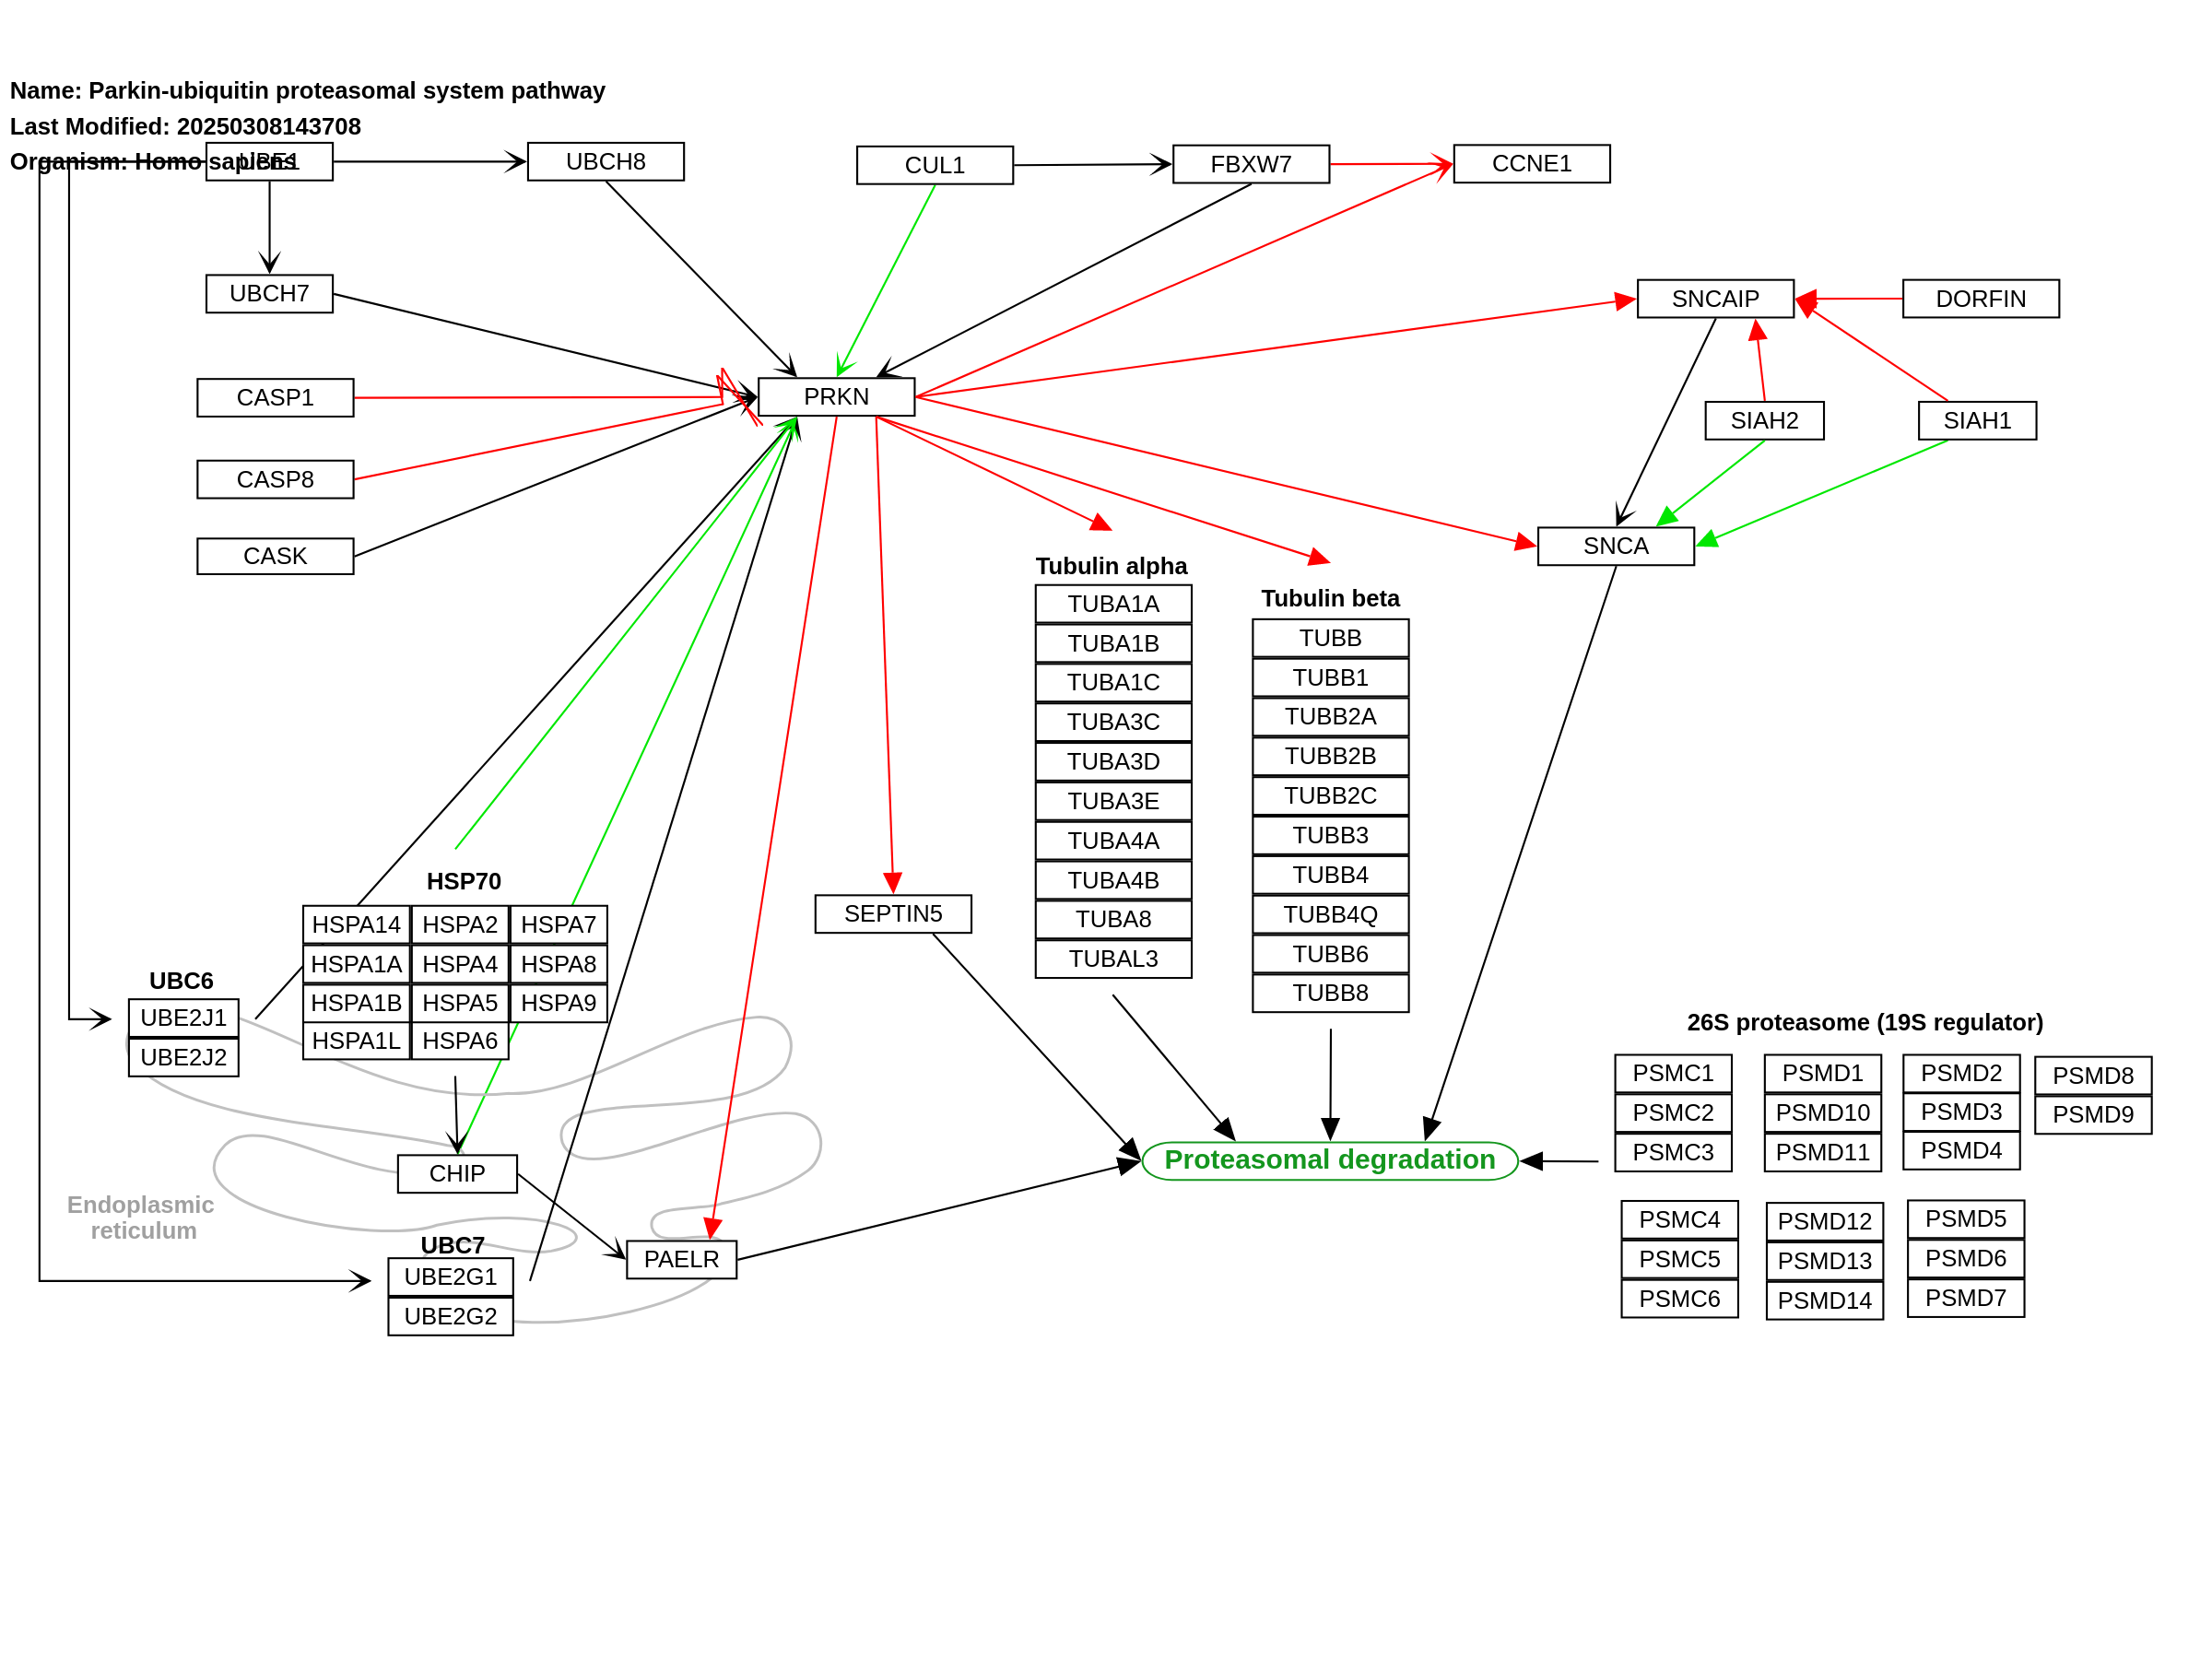 Name: Parkin-ubiquitin proteasomal system pathway
Last Modified: 20250308143708
Organism: Homo sapiens
UBE1
UBCH8
CUL1
FBXW7
CCNE1
UBCH7
SNCAIP
DORFIN
CASP1
PRKN
SIAH2
SIAH1
CASP8
CASK
SNCA
Tubulin alpha
TUBA1A
TUBA1B
TUBA1C
TUBA3C
TUBA3D
TUBA3E
TUBA4A
TUBA4B
TUBA8
TUBAL3
Tubulin beta
TUBB
TUBB1
TUBB2A
TUBB2B
TUBB2C
TUBB3
TUBB4
TUBB4Q
TUBB6
TUBB8
HSP70
HSPA14 HSPA2 HSPA7
HSPA1A HSPA4 HSPA8
HSPA1B HSPA5 HSPA9
HSPA1L HSPA6
SEPTIN5
UBC6
UBE2J1
UBE2J2
CHIP
Endoplasmic
reticulum
UBC7
UBE2G1
UBE2G2
PAELR
Proteasomal degradation
26S proteasome (19S regulator)
PSMC1 PSMD1 PSMD2 PSMD8
PSMC2 PSMD10 PSMD3 PSMD9
PSMC3 PSMD11 PSMD4
PSMC4 PSMD12 PSMD5
PSMC5 PSMD13 PSMD6
PSMC6 PSMD14 PSMD7